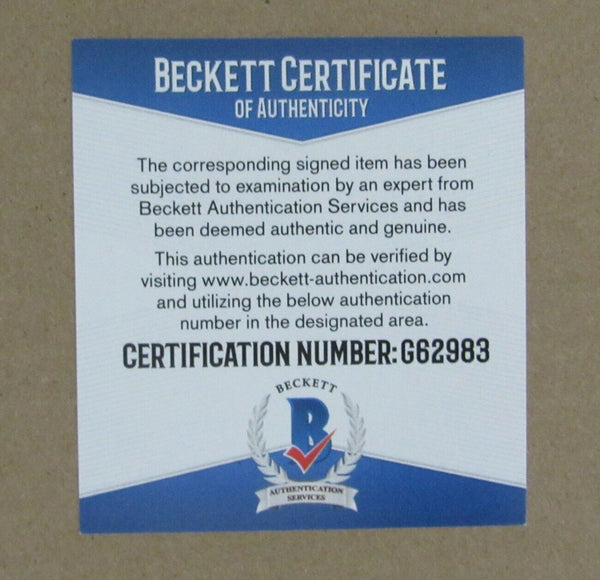 BECKETT CERTIFICATE
OF AUTHENTICITY
The corresponding signed item has been
subjected to examination by an expert from
Beckett Authentication Services and has
been deemed authentic and genuine.
This authentication can be verified by
visiting www.beckett-authentication.com
and utilizing the below authentication
number in the designated area.
CERTIFICATION NUMBER: G62983
BECKETT
B
AUTHENTICATION
SERVICES